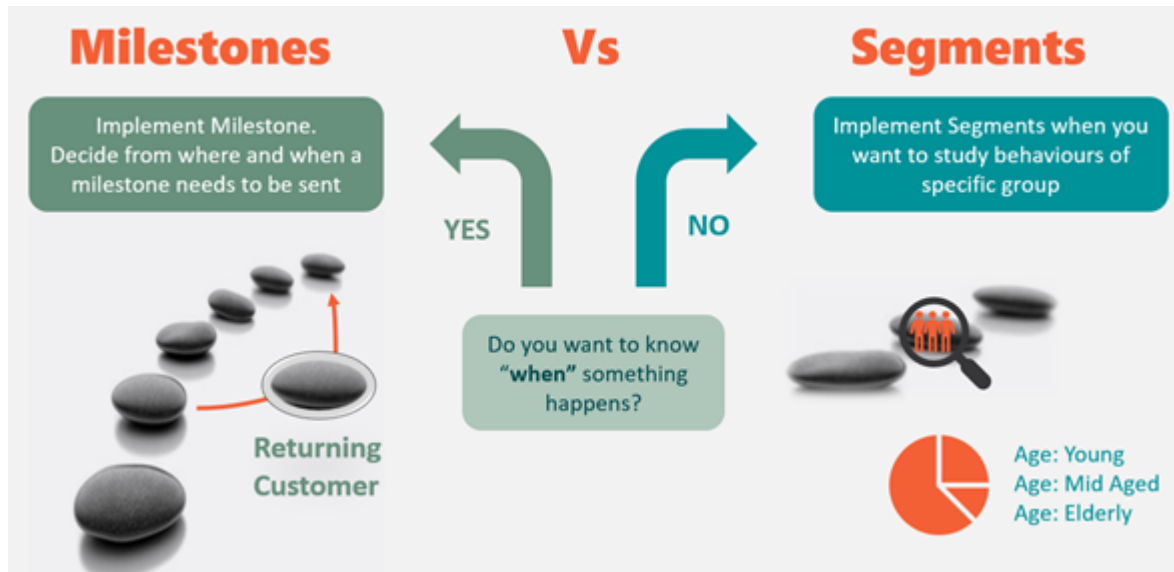 Milestones
Vs
Segments
Implement Milestone.
Decide from where and when a
milestone needs to be sent
Implement Segments when you
want to study behaviours of
specific group
YES
NO
Do you want to know
“when” something
happens?
Returning
Customer
Age: Young
Age: Mid Aged
Age: Elderly